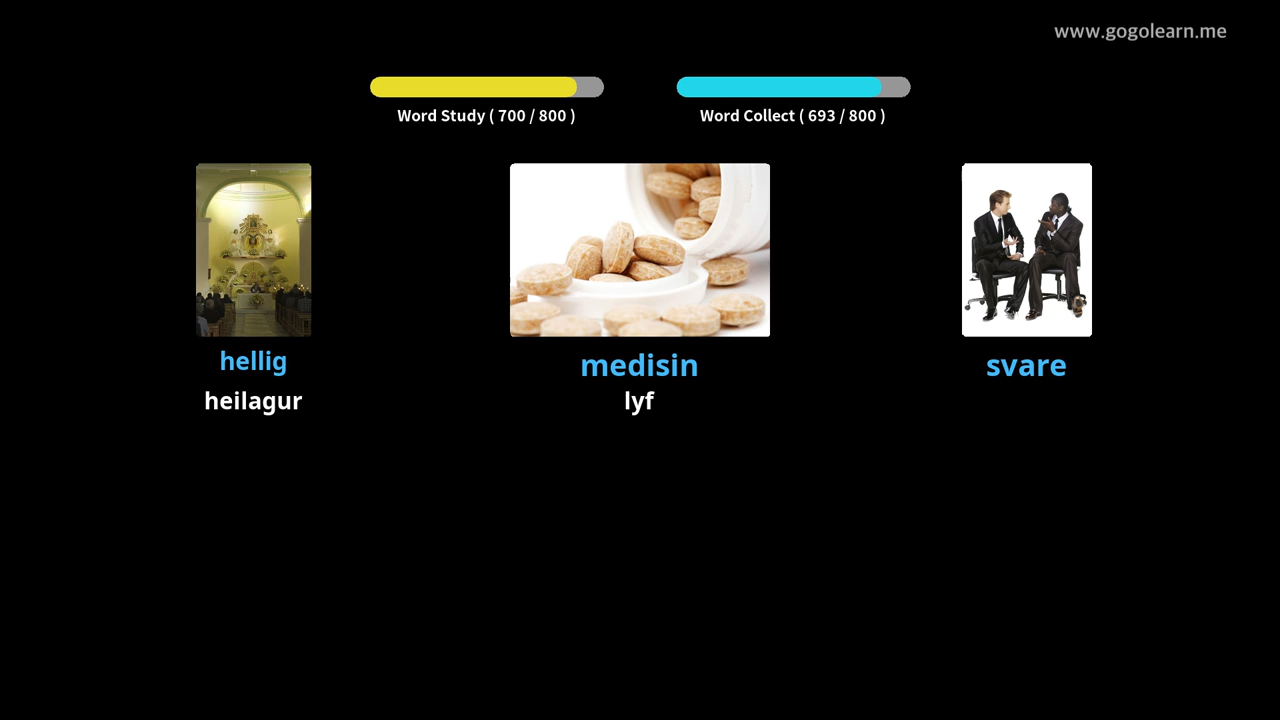 www.gogolearn.me
Word Study ( 700 / 800 )
Word Collect ( 693 / 800 )
hellig
medisin
svare
heilagur
lyf